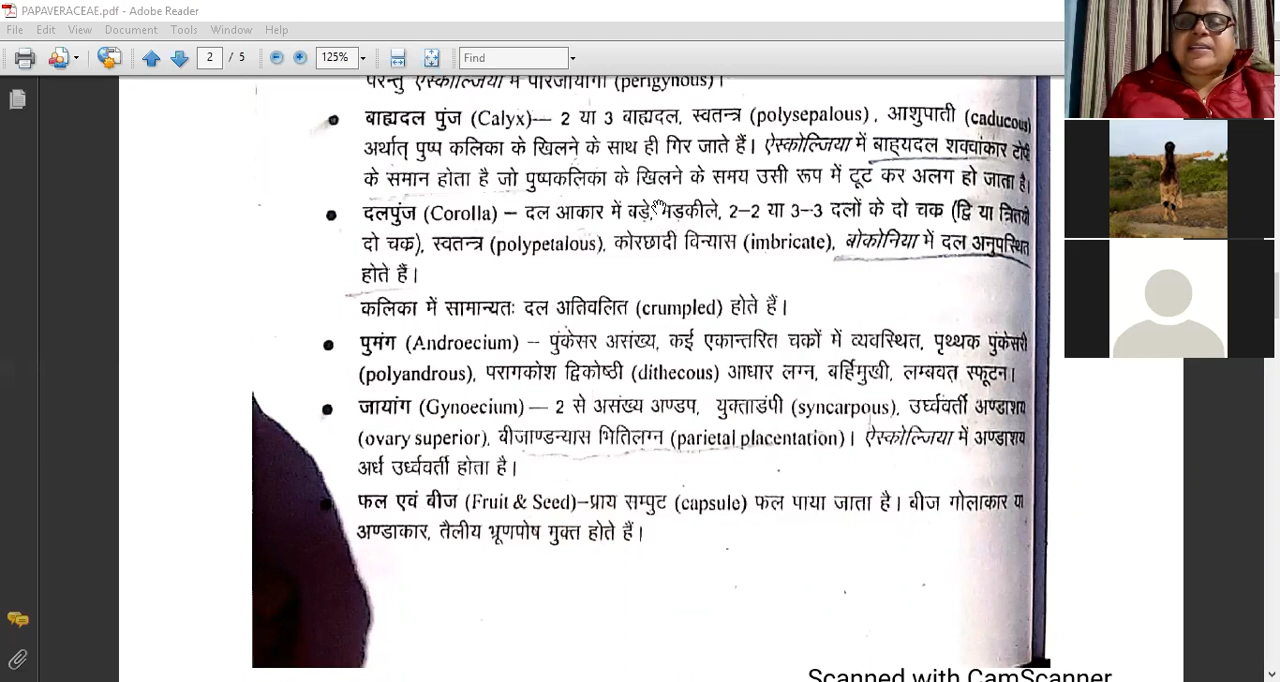 PAPAVERACEAE.pdf - Adobe Reader
File Edit View Document Tools Window Help
2 / 5 125% Find
परन्तु ऐस्कोल्जिया में परिजायांगी (perigynous)।
बाह्यदल पुंज (Calyx)— 2 या 3 बाह्यदल, स्वतन्त्र (polysepalous), आशुपाती (caducous)
अर्थात् पुष्प कलिका के खिलने के साथ ही गिर जाते हैं। ऐस्कोल्जिया में बाह्यदल शक्वांकार टोपी
के समान होता है जो पुष्पकलिका के खिलने के समय उसी रूप में टूट कर अलग हो जाता है।
दलपुंज (Corolla) – दल आकार में बड़े, भड़कीले, 2–2 या 3–3 दलों के दो चक (द्वि या त्रितयी
दो चक), स्वतन्त्र (polypetalous), कोरछादी विन्यास (imbricate), बोकोनिया में दल अनुपस्थित
होते हैं।
कलिका में सामान्यतः दल अतिवलित (crumpled) होते हैं।
पुमंग (Androecium) – पुंकेसर असंख्य, कई एकान्तरित चकों में व्यवस्थित, पृथ्थक पुंकेसरी
(polyandrous), परागकोश द्विकोष्ठी (dithecous) आधार लग्न, बर्हिमुखी, लम्बवत् स्फूटन।
जायांग (Gynoecium) — 2 से असंख्य अण्डप, युक्ताडंपी (syncarpous), उर्घ्ववर्ती अण्डाशय
(ovary superior), बीजाण्डन्यास भितिलग्न (parietal placentation)। ऐस्कोल्जिया में अण्डाशय
अर्ध उर्घ्ववर्ती होता है।
फल एवं बीज (Fruit & Seed)–प्राय सम्पुट (capsule) फल पाया जाता है। बीज गोलाकार या
अण्डाकार, तैलीय भ्रूणपोष युक्त होते हैं।
Scanned with CamScanner